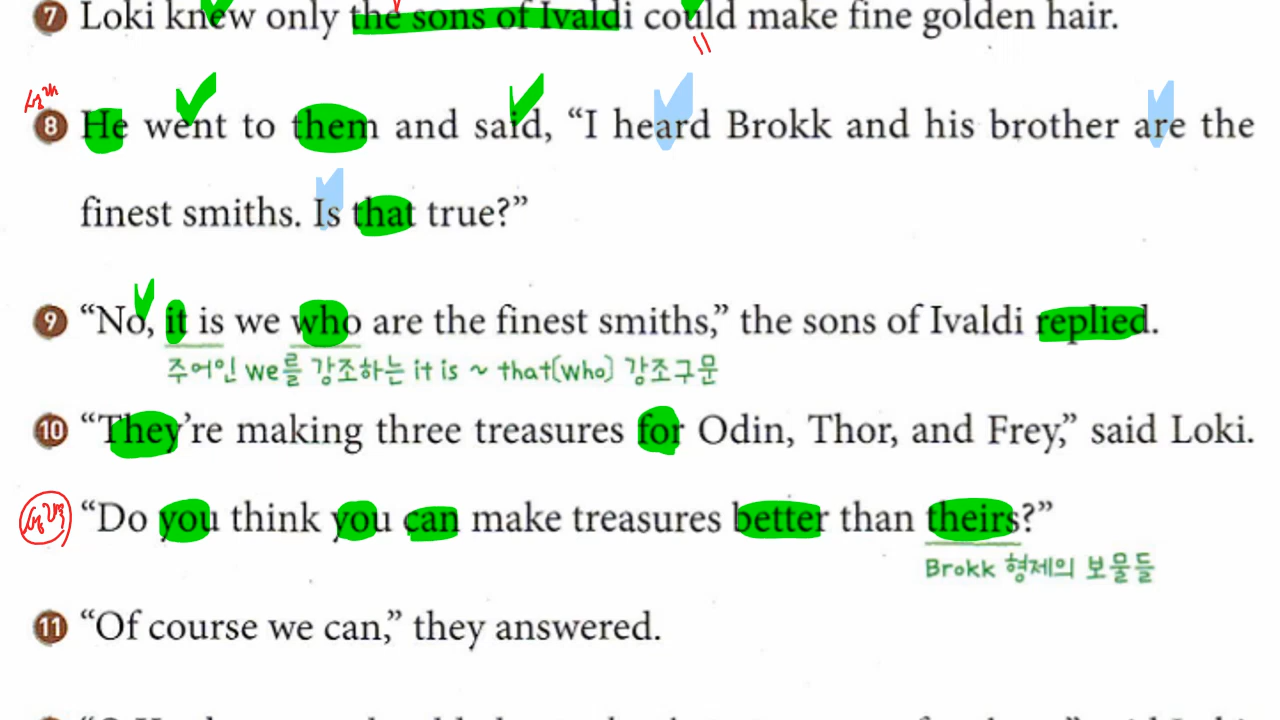 7 Loki knew only the sons of Ivaldi could make fine golden hair.
8 He went to them and said, “I heard Brokk and his brother are the
finest smiths. Is that true?”
9 “No, it is we who are the finest smiths,” the sons of Ivaldi replied.
주어인 we를 강조하는 it is ~ that(who) 강조구문
10 “They’re making three treasures for Odin, Thor, and Frey,” said Loki.
“Do you think you can make treasures better than theirs?”
Brokk 형제의 보물들
11 “Of course we can,” they answered.